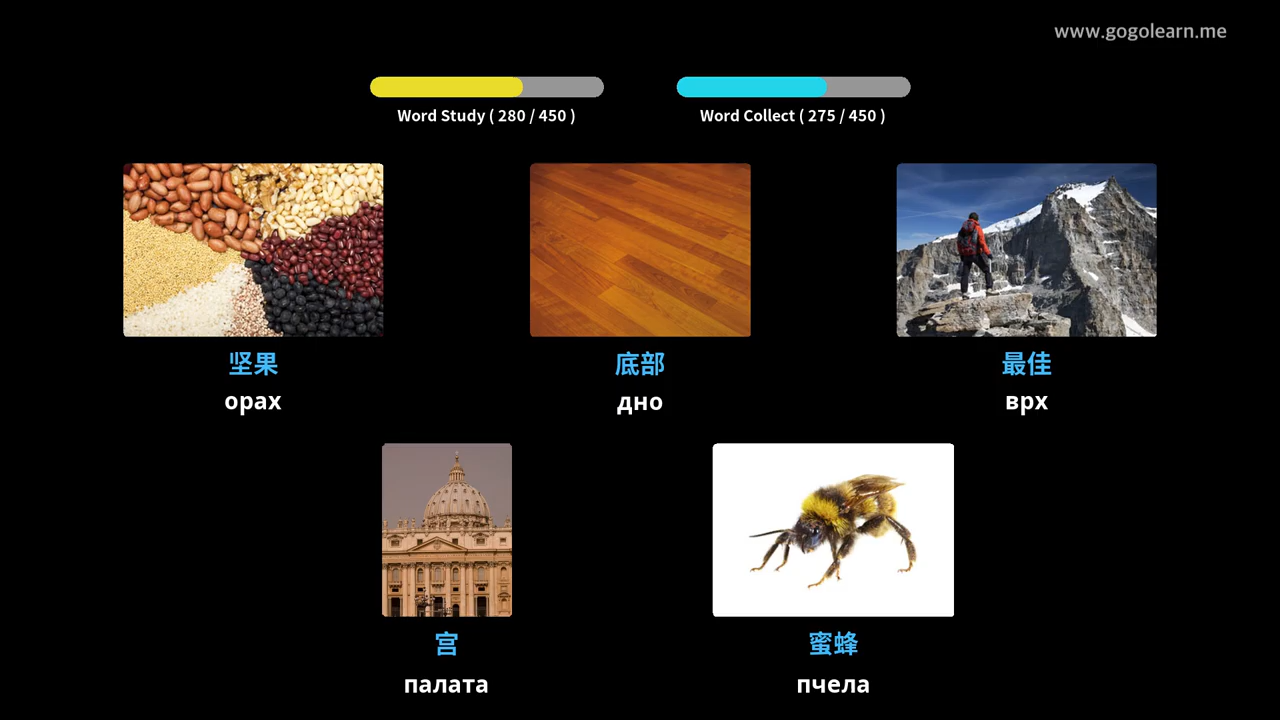 www.gogolearn.me
Word Study ( 280 / 450 )
Word Collect ( 275 / 450 )
坚果
орах
底部
дно
最佳
врх
宫
палата
蜜蜂
пчела